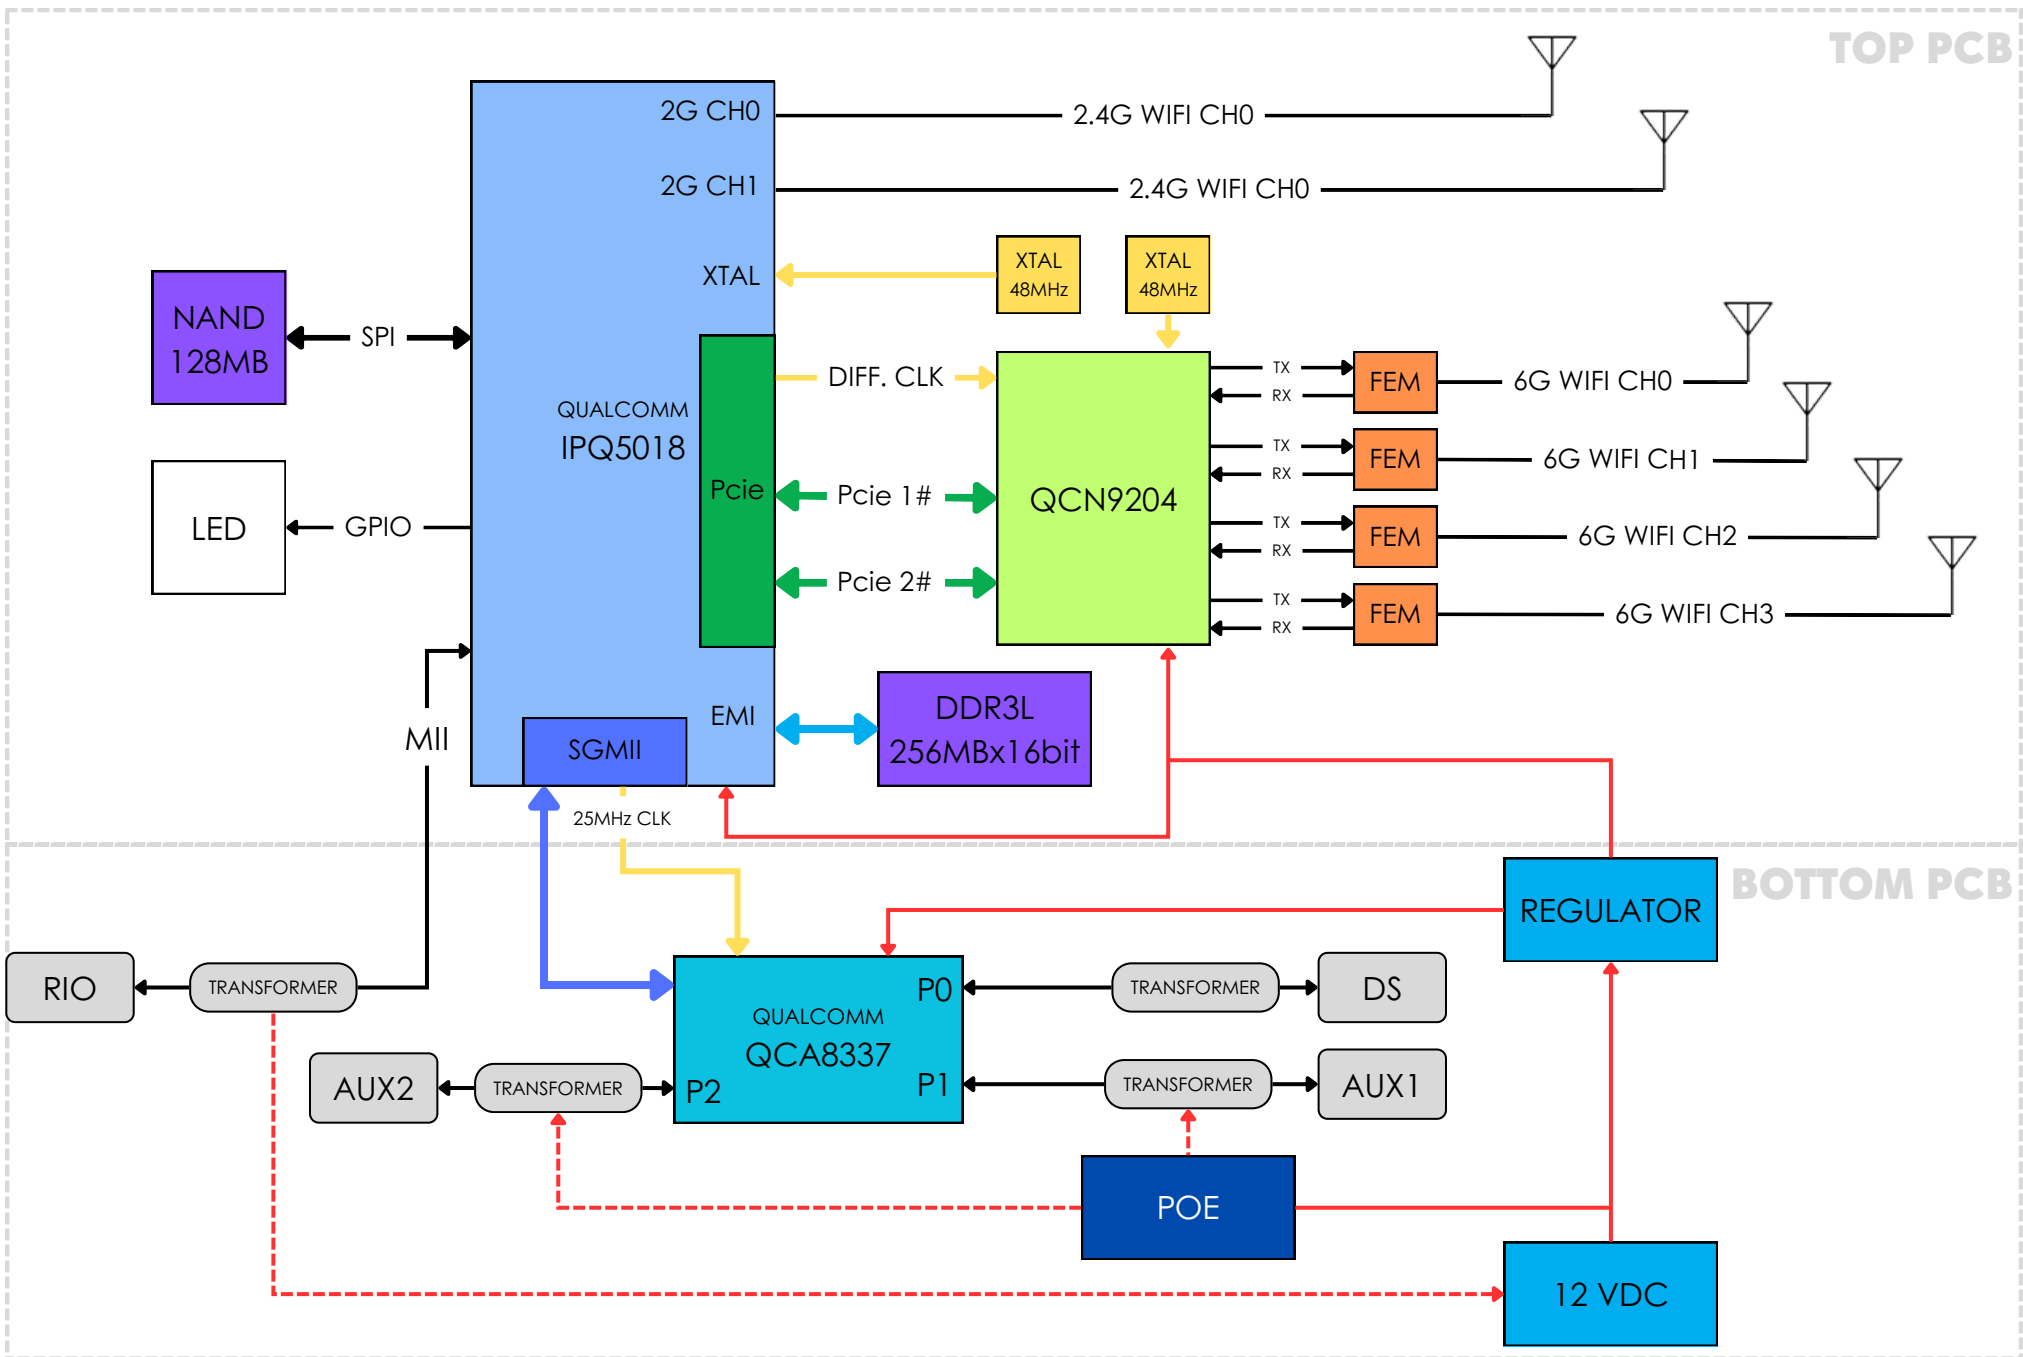 TOP PCB
2G CH0
2.4G WIFI CH0
2G CH1
2.4G WIFI CH0
XTAL
XTAL
48MHz
XTAL
48MHz
NAND
128MB
SPI
DIFF. CLK
TX
RX
FEM
6G WIFI CH0
QUALCOMM
IPQ5018
TX
RX
FEM
6G WIFI CH1
Pcie
Pcie 1#
QCN9204
LED
GPIO
TX
RX
FEM
6G WIFI CH2
Pcie 2#
TX
RX
FEM
6G WIFI CH3
EMI
DDR3L
256MBx16bit
MII
SGMII
25MHz CLK
BOTTOM PCB
REGULATOR
RIO
TRANSFORMER
P0
TRANSFORMER
DS
QUALCOMM
QCA8337
AUX2
TRANSFORMER
P2
P1
TRANSFORMER
AUX1
POE
12 VDC